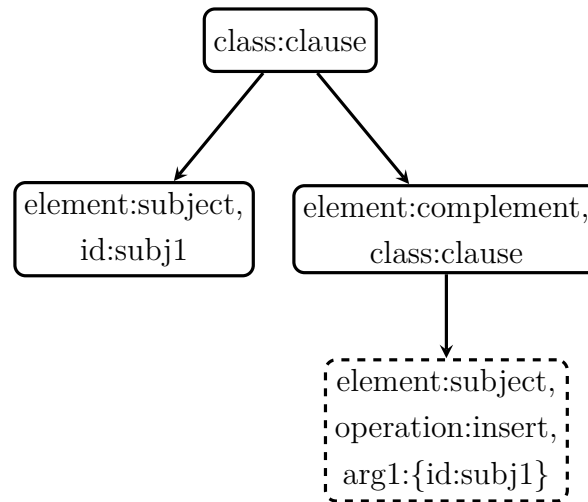 class:clause
element:subject,
id:subj1
element:complement,
class:clause
element:subject,
operation:insert,
arg1:{id:subj1}